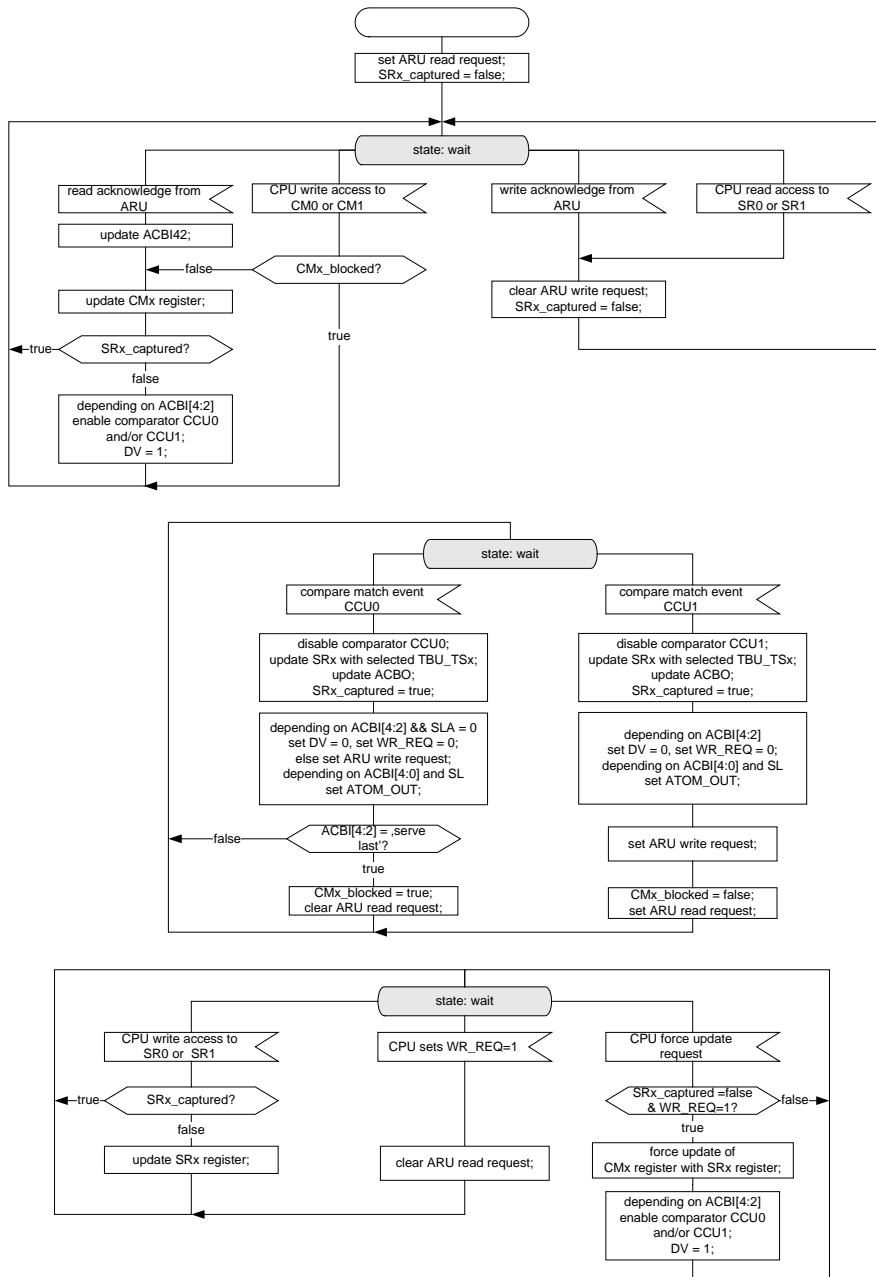 set ARU read request;
SRx_captured = false;
state: wait
read acknowledge from
ARU
CPU write access to
CM0 or CM1
write acknowledge from
ARU
CPU read access to
SR0 or SR1
update ACBI42;
false
CMx_blocked?
update CMx register;
clear ARU write request;
SRx_captured = false;
true
true
SRx_captured?
false
depending on ACBI[4:2]
enable comparator CCU0
and/or CCU1;
DV = 1;
state: wait
compare match event
CCU0
compare match event
CCU1
disable comparator CCU0;
update SRx with selected TBU_TSx;
update ACBO;
SRx_captured = true;
disable comparator CCU1;
update SRx with selected TBU_TSx;
update ACBO;
SRx_captured = true;
depending on ACBI[4:2] && SLA = 0
set DV = 0, set WR_REQ = 0;
else set ARU write request;
depending on ACBI[4:0] and SL
set ATOM_OUT;
depending on ACBI[4:2]
set DV = 0, set WR_REQ = 0;
depending on ACBI[4:0] and SL
set ATOM_OUT;
false
ACBI[4:2] = ‚serve
last'?
set ARU write request;
true
CMx_blocked = true;
clear ARU read request;
CMx_blocked = false;
set ARU read request;
state: wait
CPU write access to
SR0 or SR1
CPU sets WR_REQ=1
CPU force update
request
true
SRx_captured?
SRx_captured =false
& WR_REQ=1?
false
false
true
update SRx register;
clear ARU read request;
force update of
CMx register with SRx register;
depending on ACBI[4:2]
enable comparator CCU0
and/or CCU1;
DV = 1;